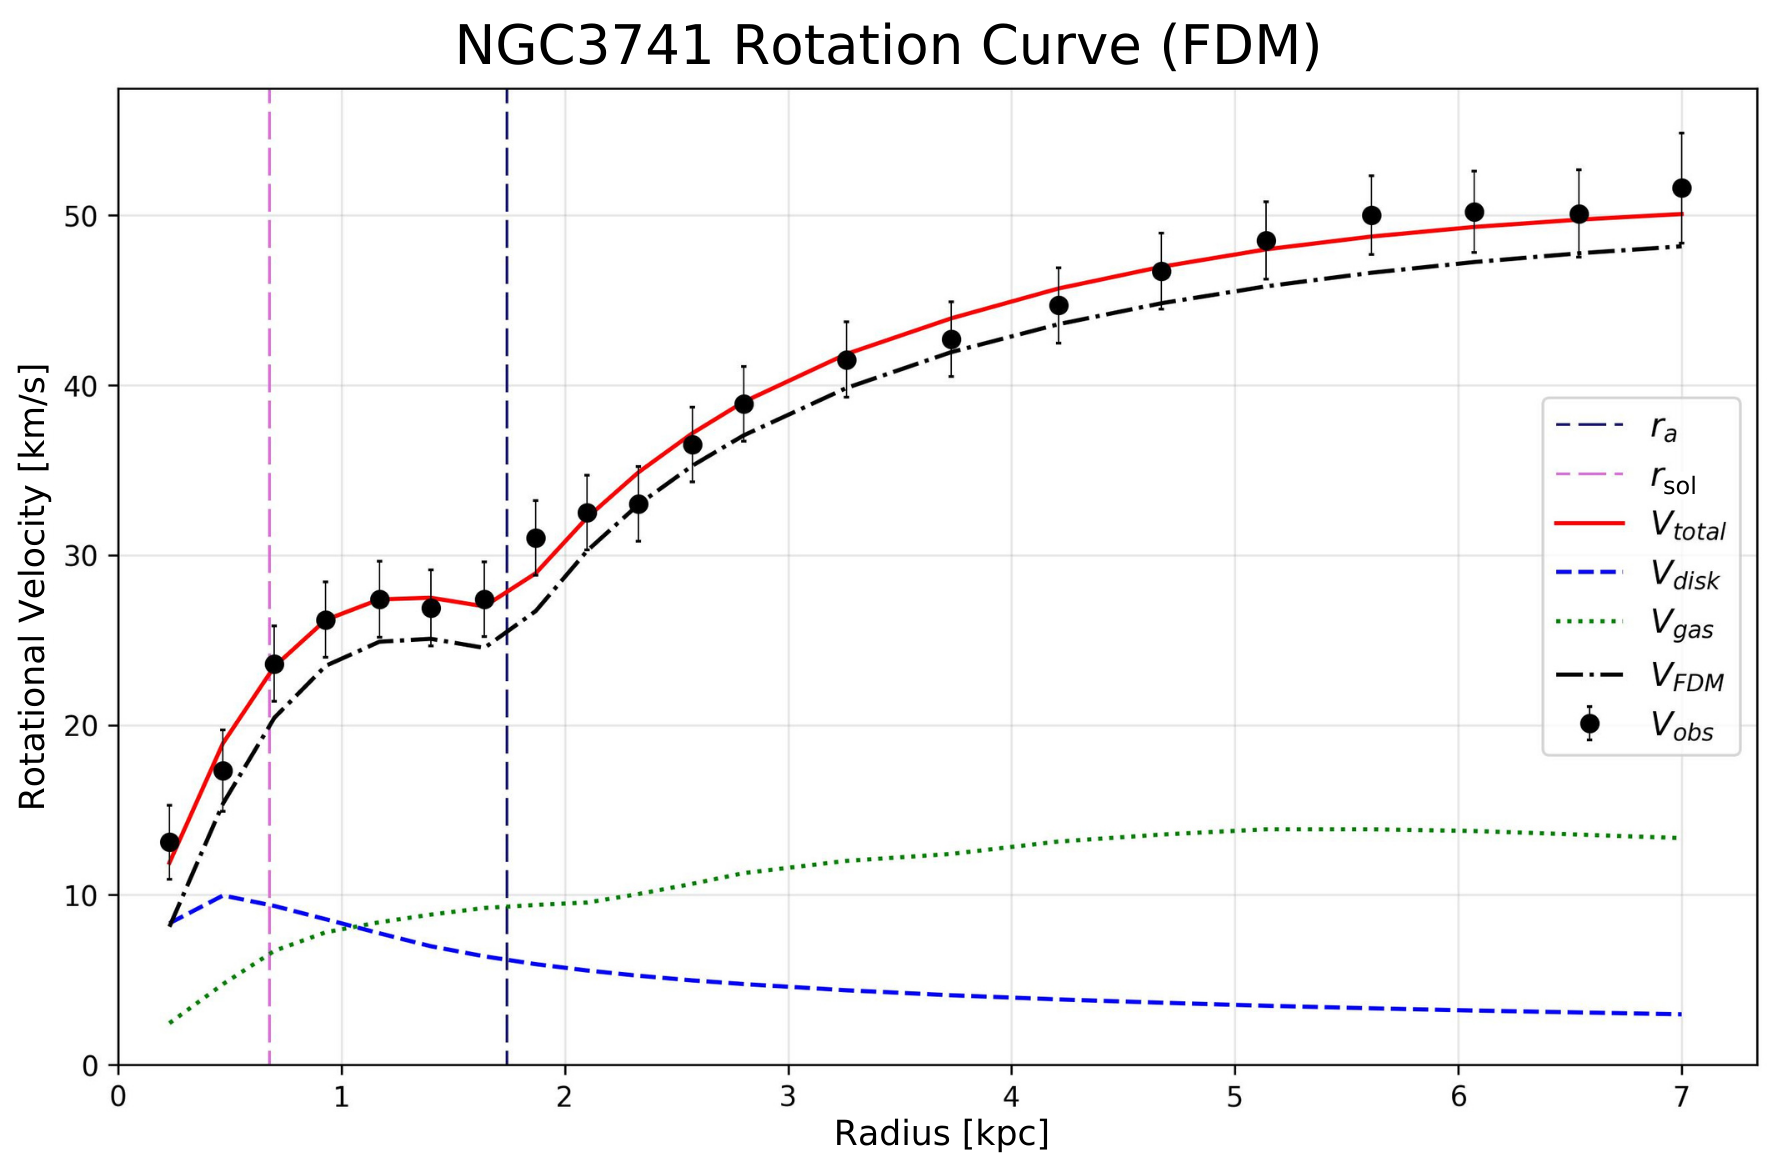 NGC3741 Rotation Curve (FDM)
Rotational Velocity [km/s]
50
40
30
20
10
0
0 1 2 3 4 5 6 7
Radius [kpc]
r_a
r_sol
V_total
V_disk
V_gas
V_FDM
V_obs